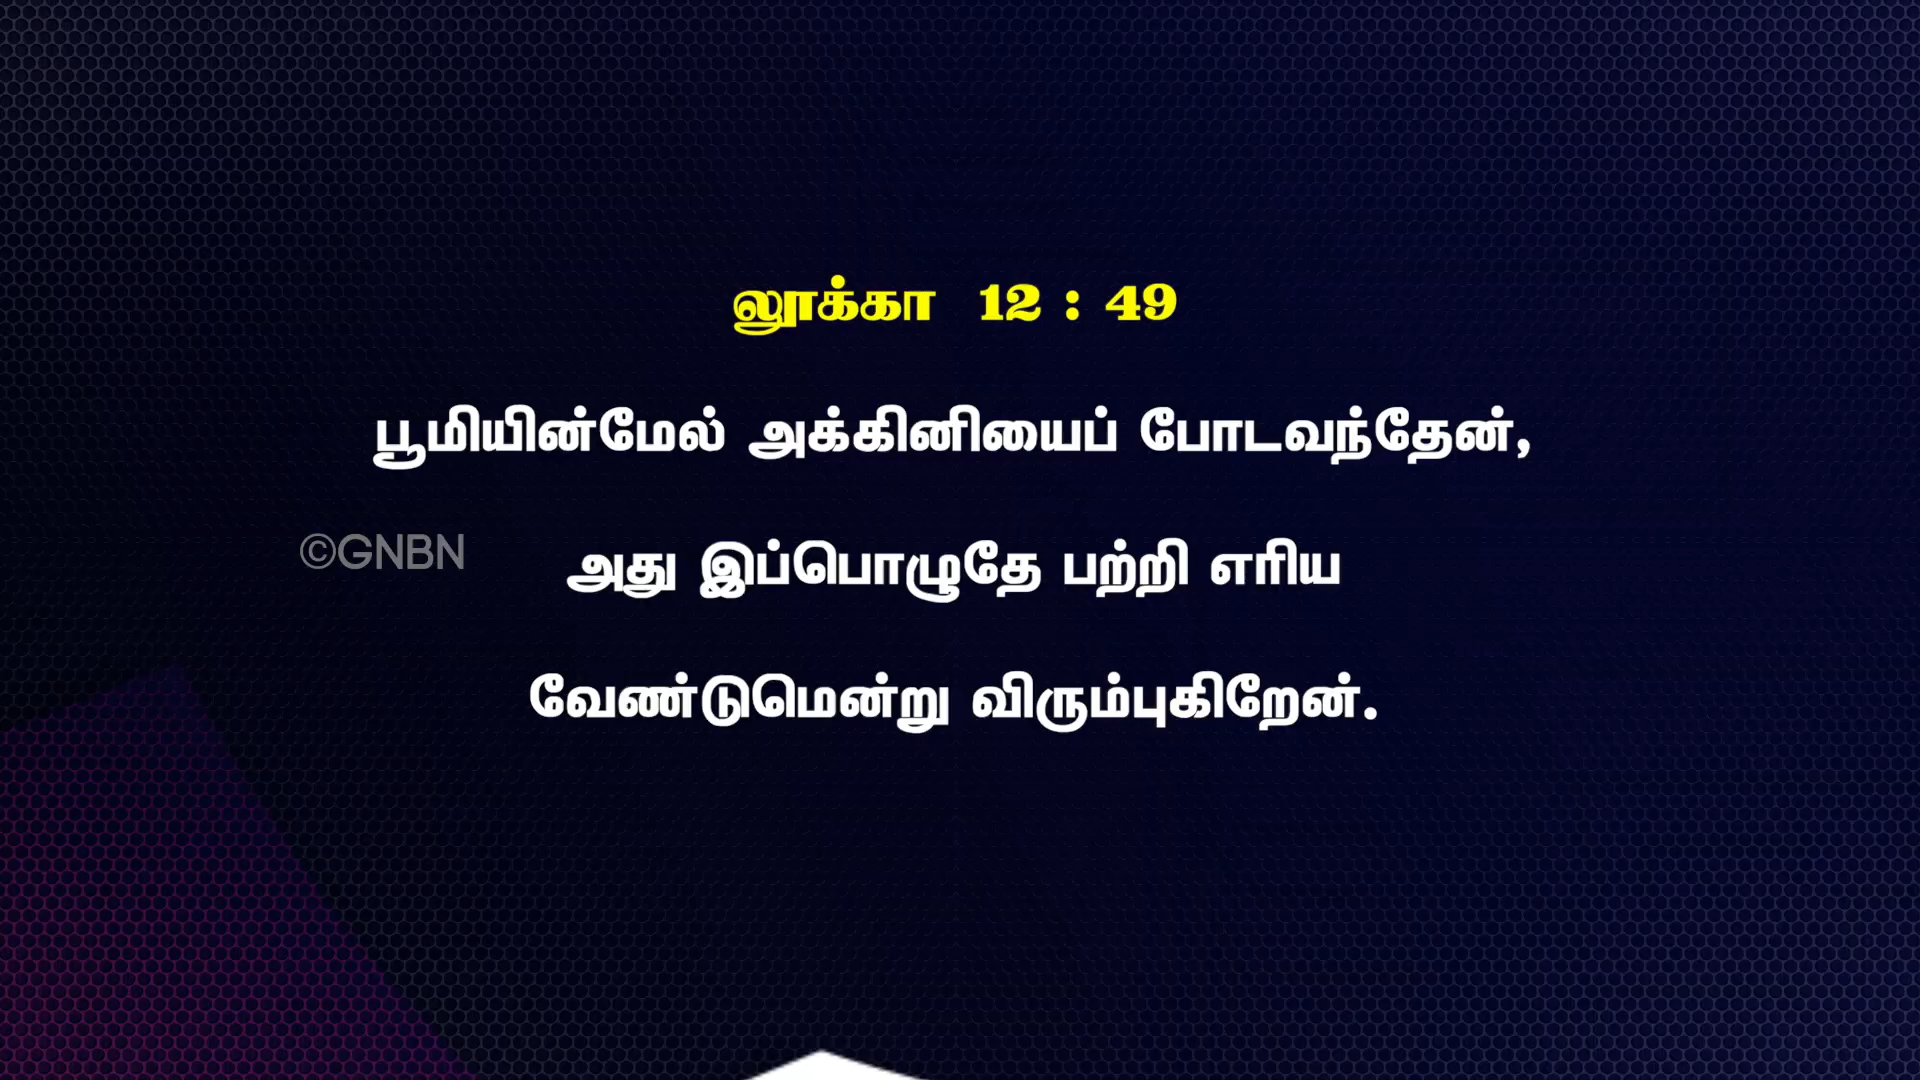 லூக்கா 12 : 49
பூமியின்மேல் அக்கினியைப் போடவந்தேன்,
©GNBN
அது இப்பொழுதே பற்றி எரிய
வேண்டுமென்று விரும்புகிறேன்.